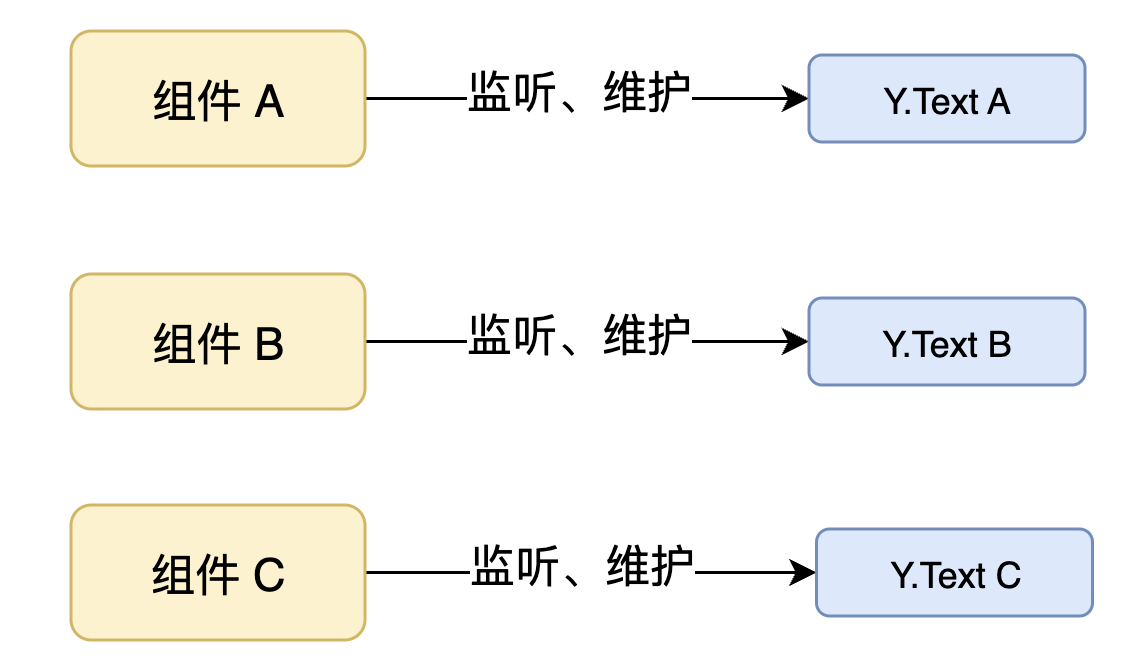 组件 A
监听、维护
Y.Text A
组件 B
监听、维护
Y.Text B
组件 C
监听、维护
Y.Text C